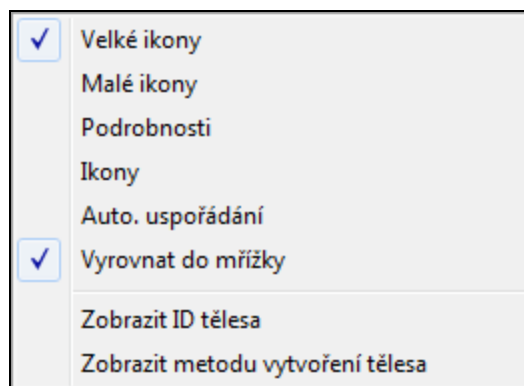 Velké ikony
Malé ikony
Podrobnosti
Ikony
Auto. uspořádání
Vyrovnat do mřížky
Zobrazit ID tělesa
Zobrazit metodu vytvoření tělesa